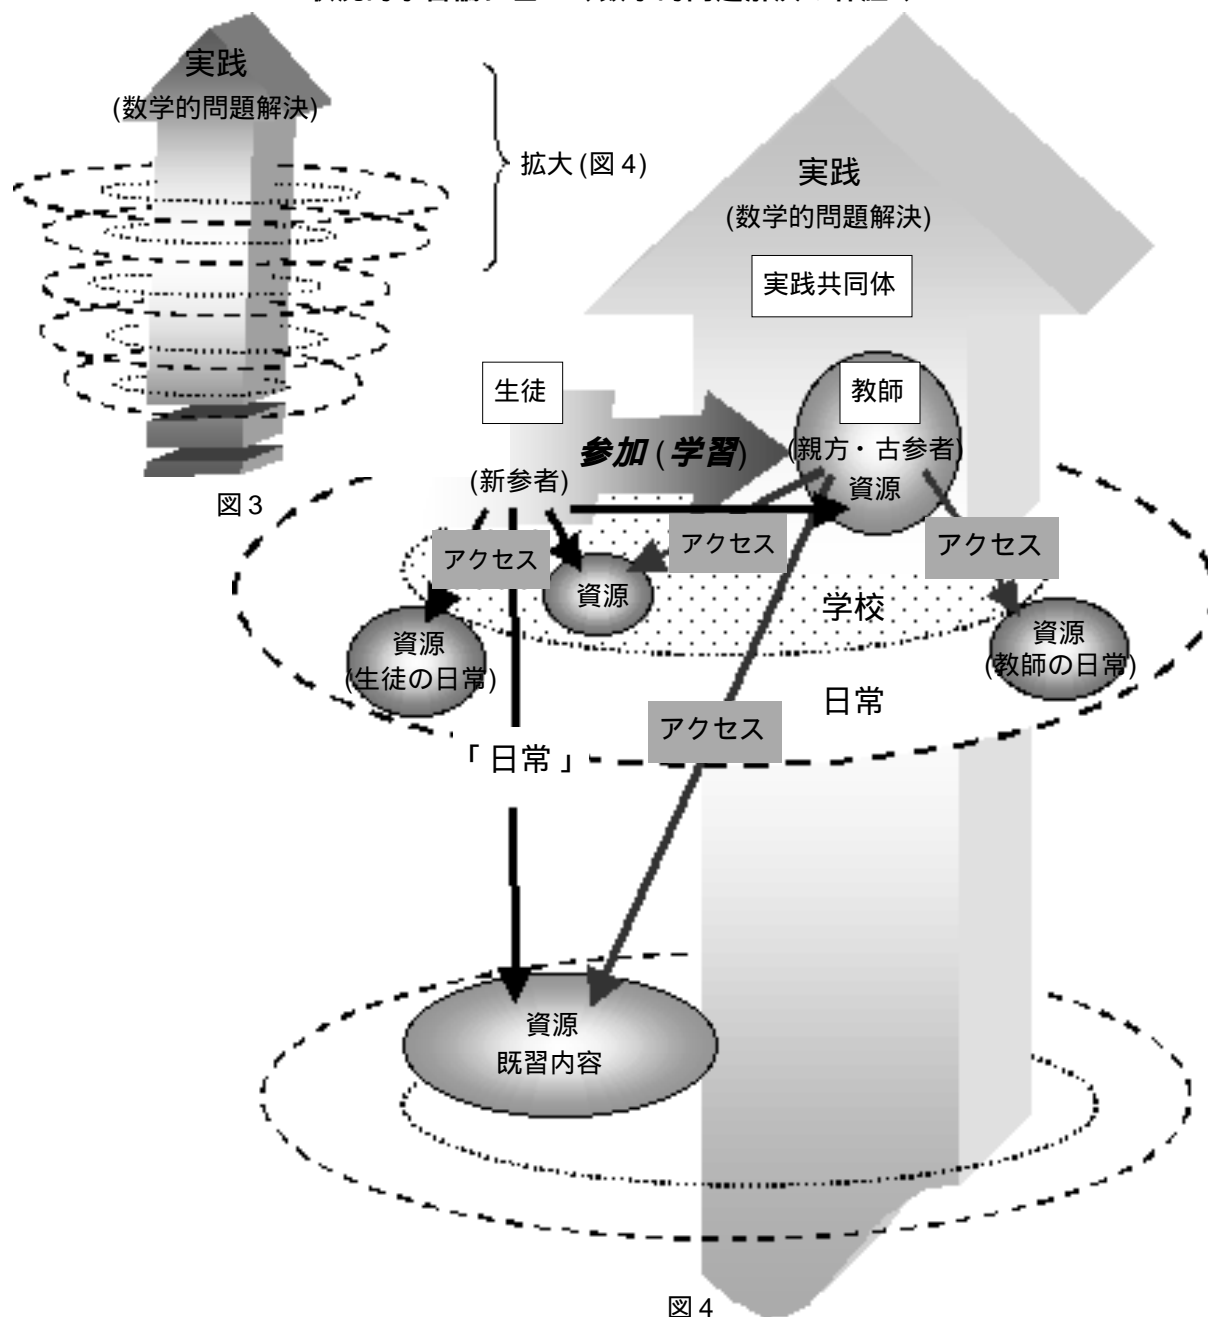 実践
(数学的問題解決)
拡大(図4)
図3
実践
(数学的問題解決)
実践共同体
生徒
(新参者)
参加(学習)
教師
(親方・古参者)
資源
アクセス
アクセス
アクセス
資源
学校
資源
(生徒の日常)
資源
(教師の日常)
日常
アクセス
「日常」
資源
既習内容
図4